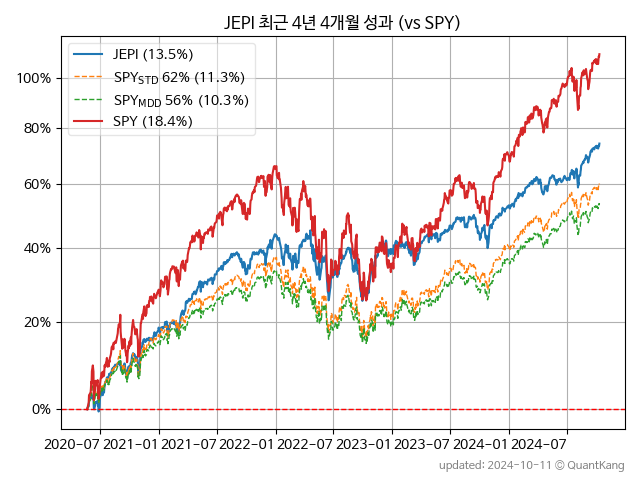 JEPI 최근 4년 4개월 성과 (vs SPY)
JEPI (13.5%)
SPY_STD 62% (11.3%)
SPY_MDD 56% (10.3%)
SPY (18.4%)
100%
80%
60%
40%
20%
0%
2020-07 2021-01 2021-07 2022-01 2022-07 2023-01 2023-07 2024-01 2024-07
updated: 2024-10-11 © QuantKang